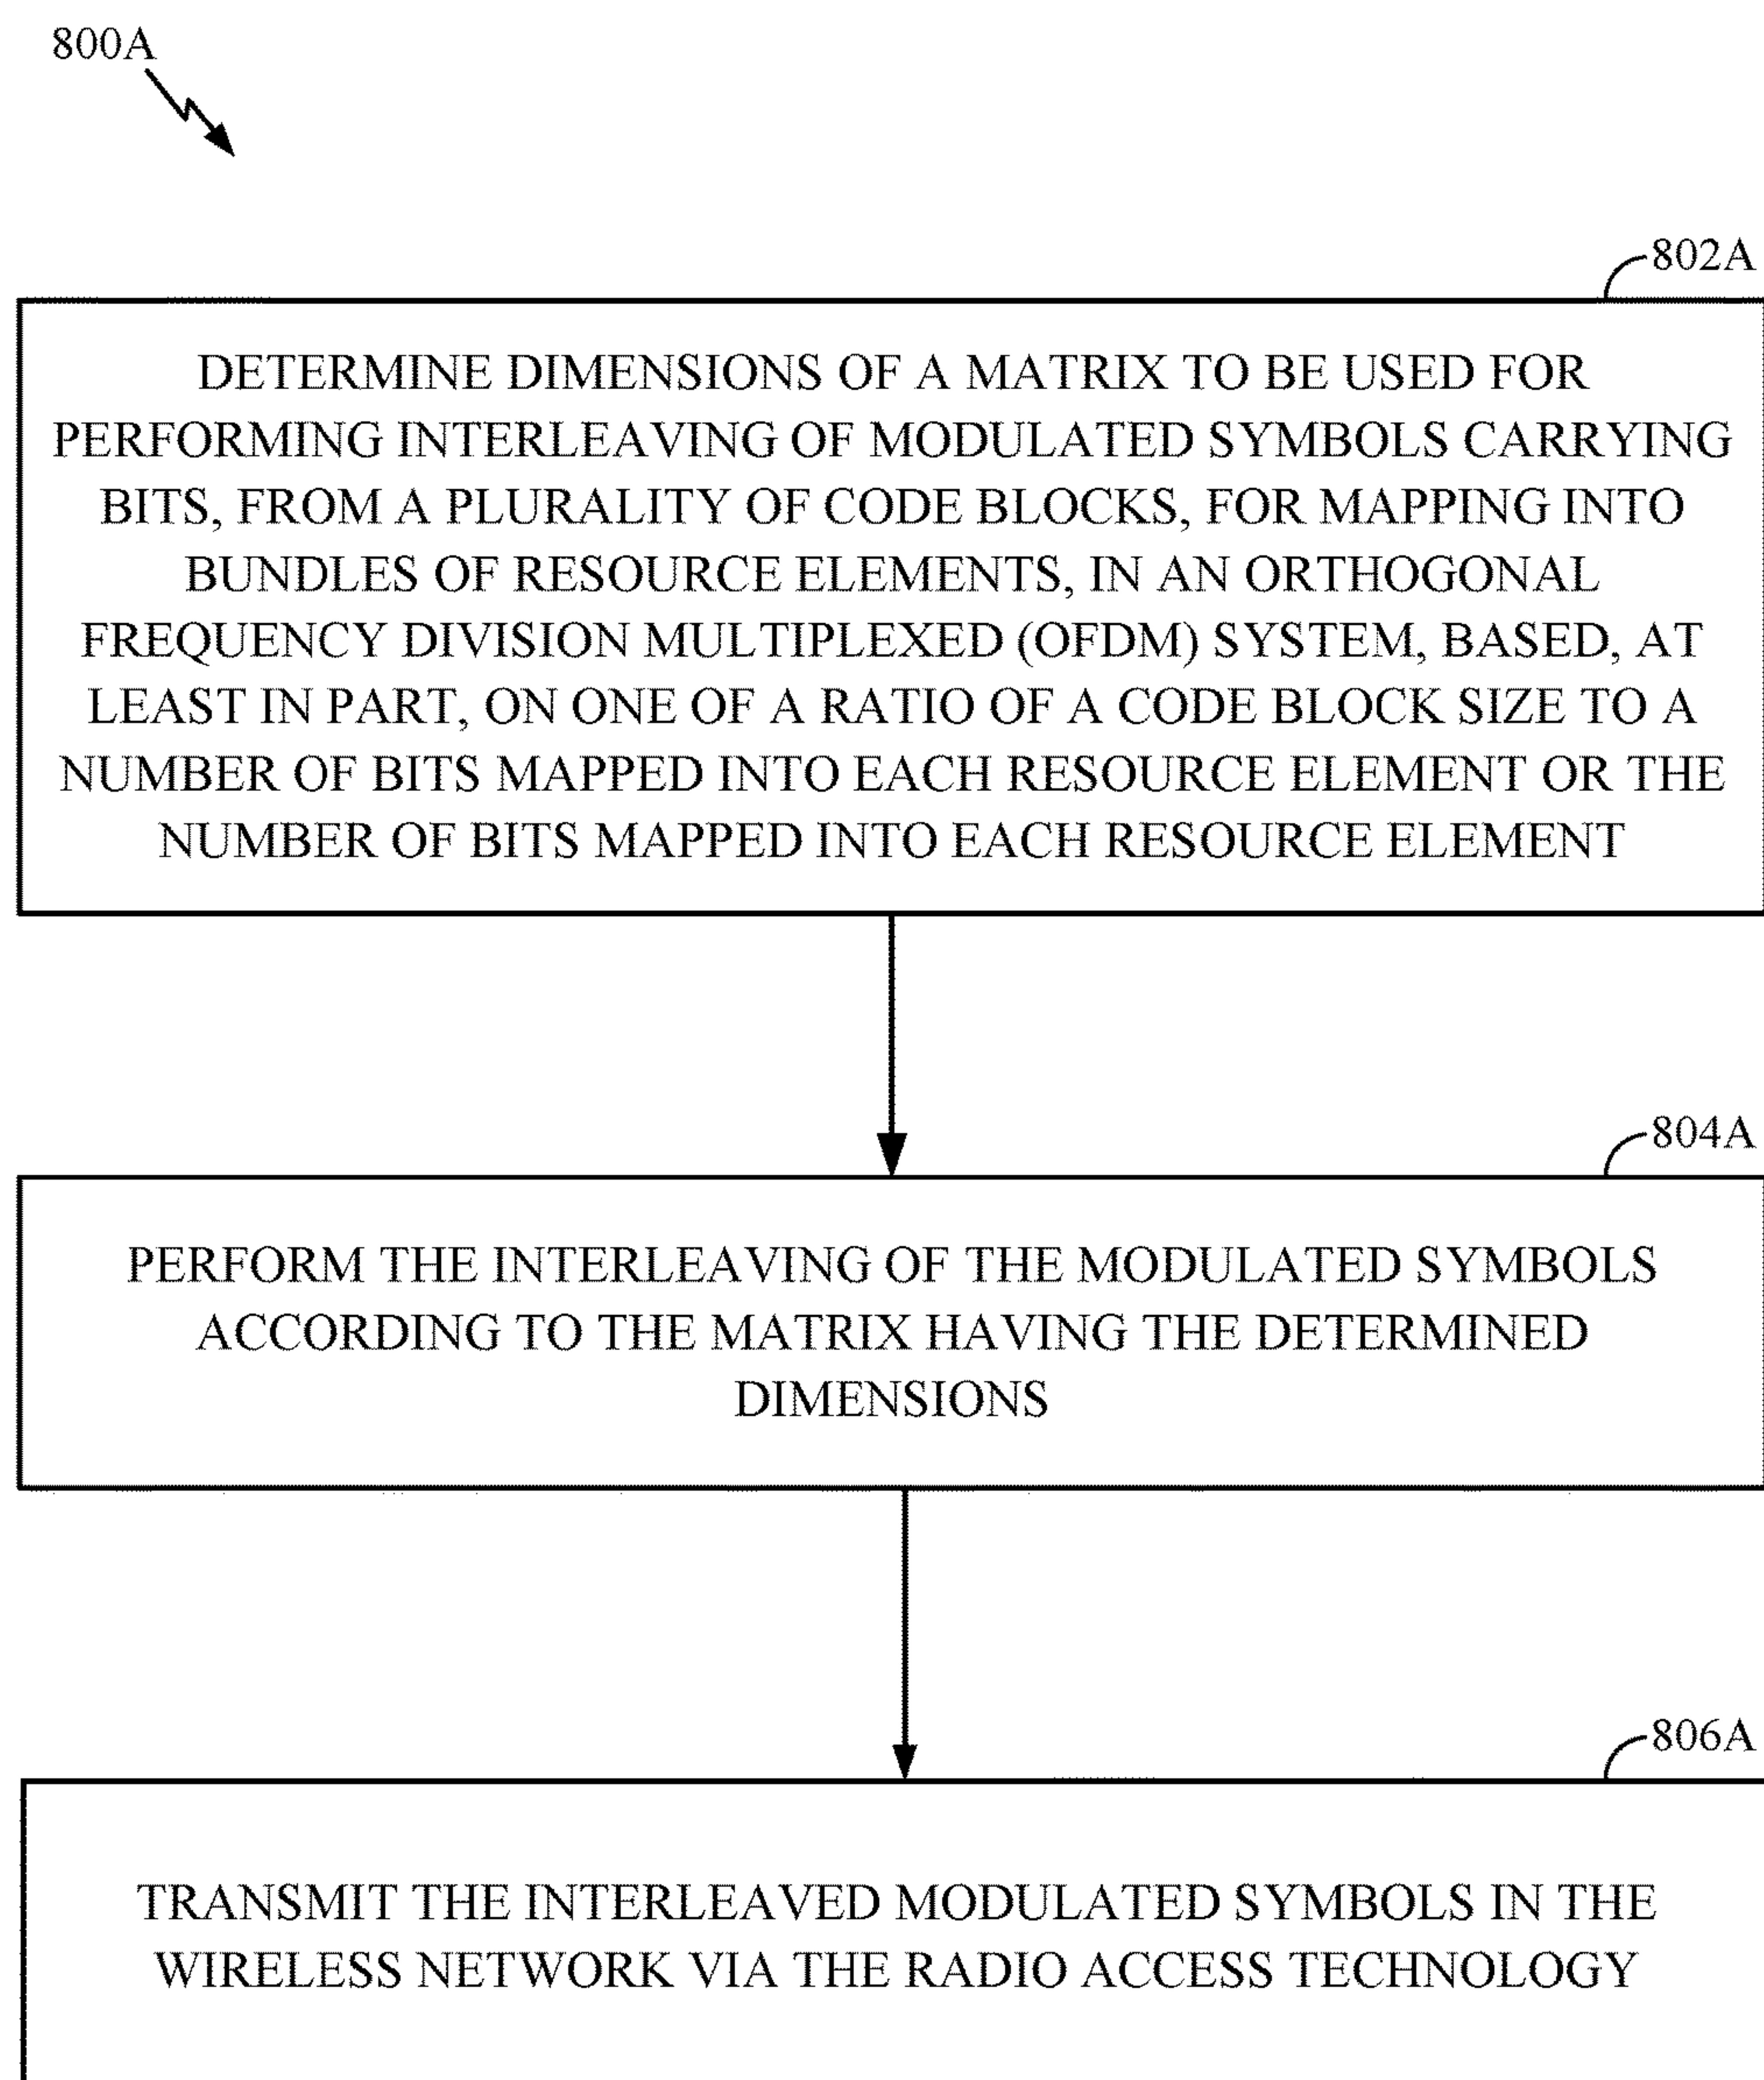 800A
802A
DETERMINE DIMENSIONS OF A MATRIX TO BE USED FOR
PERFORMING INTERLEAVING OF MODULATED SYMBOLS CARRYING
BITS, FROM A PLURALITY OF CODE BLOCKS, FOR MAPPING INTO
BUNDLES OF RESOURCE ELEMENTS, IN AN ORTHOGONAL
FREQUENCY DIVISION MULTIPLEXED (OFDM) SYSTEM, BASED, AT
LEAST IN PART, ON ONE OF A RATIO OF A CODE BLOCK SIZE TO A
NUMBER OF BITS MAPPED INTO EACH RESOURCE ELEMENT OR THE
NUMBER OF BITS MAPPED INTO EACH RESOURCE ELEMENT
804A
PERFORM THE INTERLEAVING OF THE MODULATED SYMBOLS
ACCORDING TO THE MATRIX HAVING THE DETERMINED
DIMENSIONS
806A
TRANSMIT THE INTERLEAVED MODULATED SYMBOLS IN THE
WIRELESS NETWORK VIA THE RADIO ACCESS TECHNOLOGY